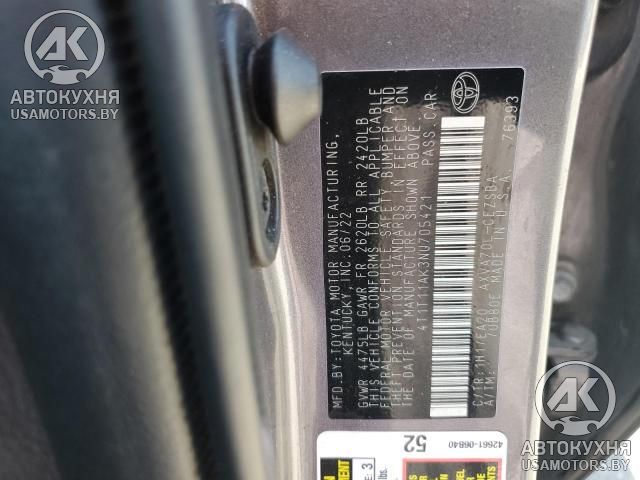 АВТОКУХНЯ
USAMOTORS.BY
MFD. BY: TOYOTA MOTOR MANUFACTURING,
KENTUCKY, INC. 06/22
GVWR 4475LB GAWR FR 2620LB RR 2420LB
THIS VEHICLE CONFORMS TO ALL APPLICABLE
FEDERAL MOTOR VEHICLE SAFETY, BUMPER AND
THEFT PREVENTION STANDARDS IN EFFECT ON
THE DATE OF MANUFACTURE SHOWN ABOVE.
4T1T11AK3NU705421 PASS.CAR
C/TR: 1H1/EA20 AXVA70L-CEZSBA
A/TM: 70B80E MADE IN U.S.A. 76393
52
42661-06840
АВТОКУХНЯ
USAMOTORS.BY